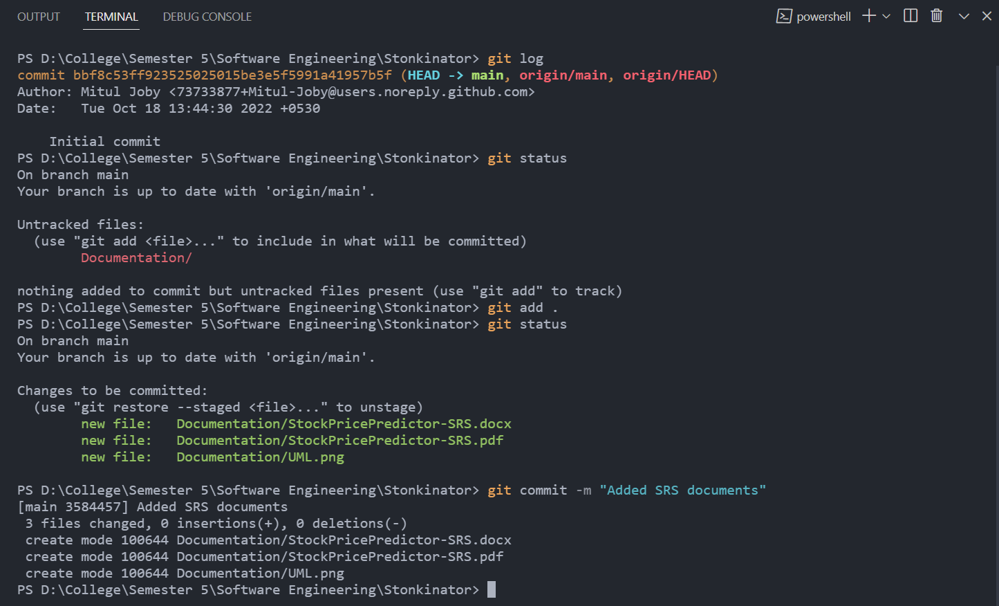 OUTPUT TERMINAL DEBUG CONSOLE powershell
PS D:\College\Semester 5\Software Engineering\Stonkinator> git log
commit bbf8c53ff923525025015be3e5f5991a41957b5f (HEAD -> main, origin/main, origin/HEAD)
Author: Mitul Joby <73733877+Mitul-Joby@users.noreply.github.com>
Date:   Tue Oct 18 13:44:30 2022 +0530

    Initial commit
PS D:\College\Semester 5\Software Engineering\Stonkinator> git status
On branch main
Your branch is up to date with 'origin/main'.

Untracked files:
  (use "git add <file>..." to include in what will be committed)
        Documentation/

nothing added to commit but untracked files present (use "git add" to track)
PS D:\College\Semester 5\Software Engineering\Stonkinator> git add .
PS D:\College\Semester 5\Software Engineering\Stonkinator> git status
On branch main
Your branch is up to date with 'origin/main'.

Changes to be committed:
  (use "git restore --staged <file>..." to unstage)
        new file:   Documentation/StockPricePredictor-SRS.docx
        new file:   Documentation/StockPricePredictor-SRS.pdf
        new file:   Documentation/UML.png

PS D:\College\Semester 5\Software Engineering\Stonkinator> git commit -m "Added SRS documents"
[main 3584457] Added SRS documents
 3 files changed, 0 insertions(+), 0 deletions(-)
 create mode 100644 Documentation/StockPricePredictor-SRS.docx
 create mode 100644 Documentation/StockPricePredictor-SRS.pdf
 create mode 100644 Documentation/UML.png
PS D:\College\Semester 5\Software Engineering\Stonkinator>